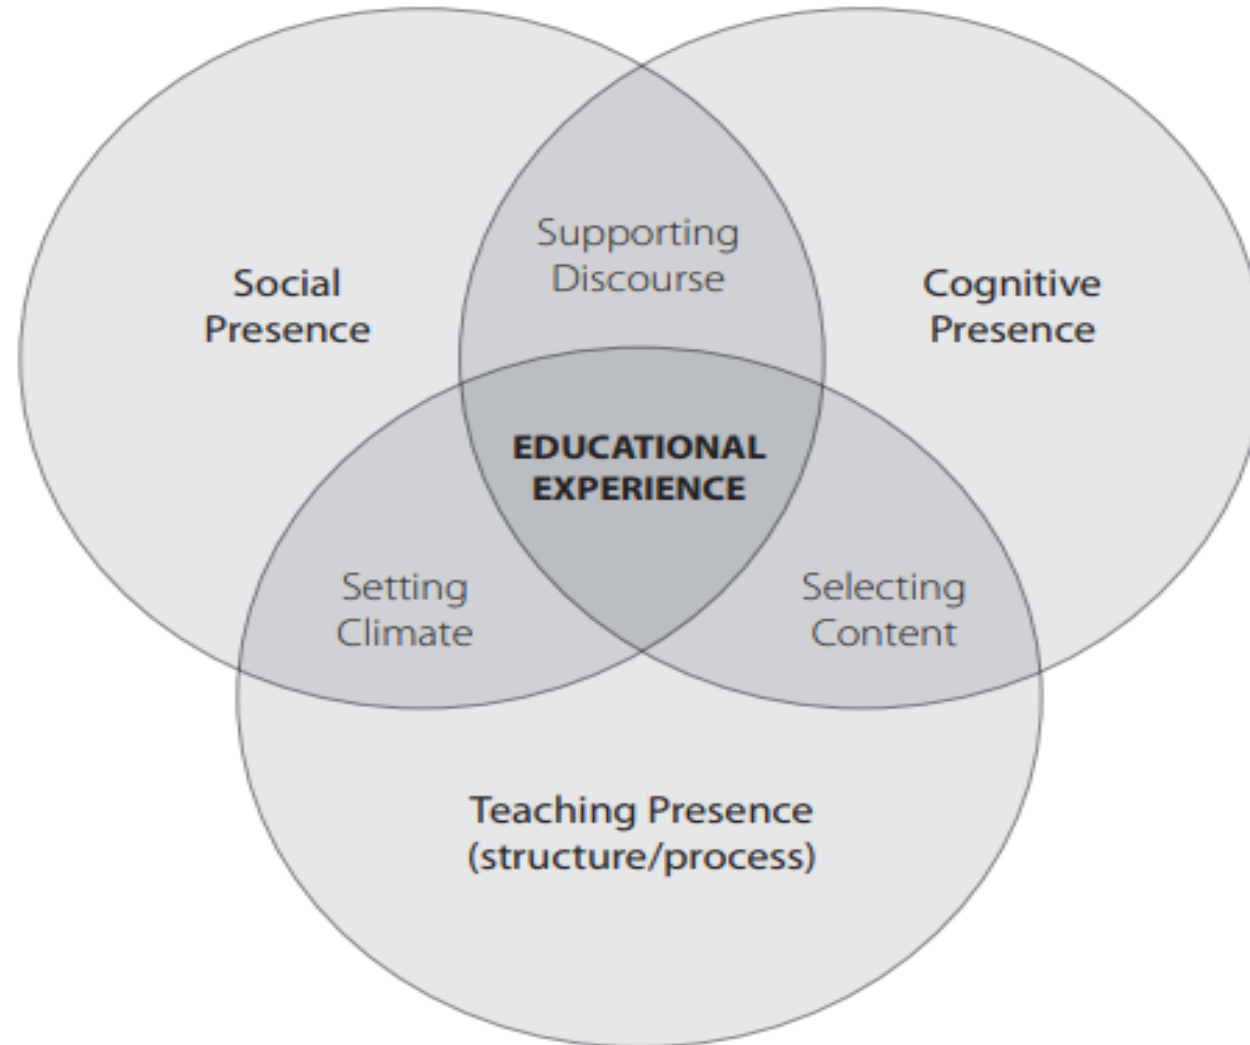 Supporting
Discourse
Social
Presence
Cognitive
Presence
EDUCATIONAL
EXPERIENCE
Setting
Climate
Selecting
Content
Teaching Presence
(structure/process)